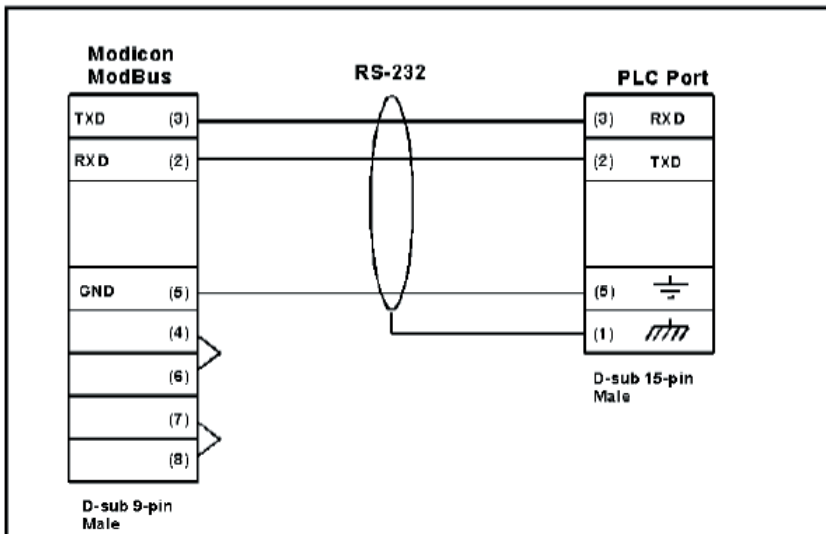 Modicon
ModBus
RS-232
PLC Port
TXD (3)
(3) RXD
RXD (2)
(2) TXD
GND (5)
(5)
(4)
(1)
(6)
(7)
(8)
D-sub 15-pin
Male
D-sub 9-pin
Male